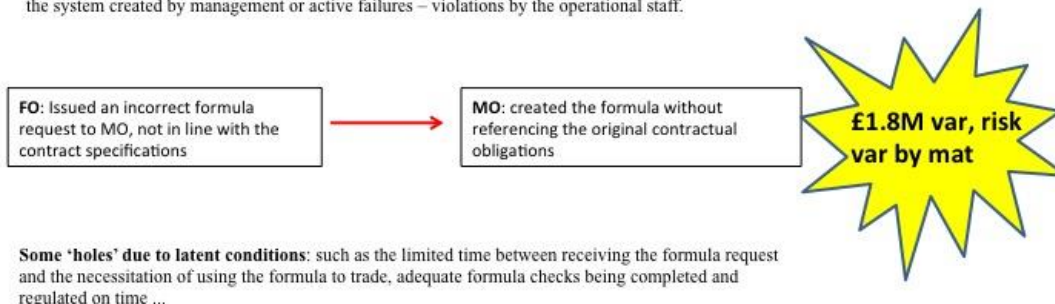 the system created by management or active failures – violations by the operational staff.
FO: Issued an incorrect formula
request to MO, not in line with the
contract specifications
MO: created the formula without
referencing the original contractual
obligations
£1.8M var, risk
var by mat
Some ‘holes’ due to latent conditions: such as the limited time between receiving the formula request
and the necessitation of using the formula to trade, adequate formula checks being completed and
regulated on time ...